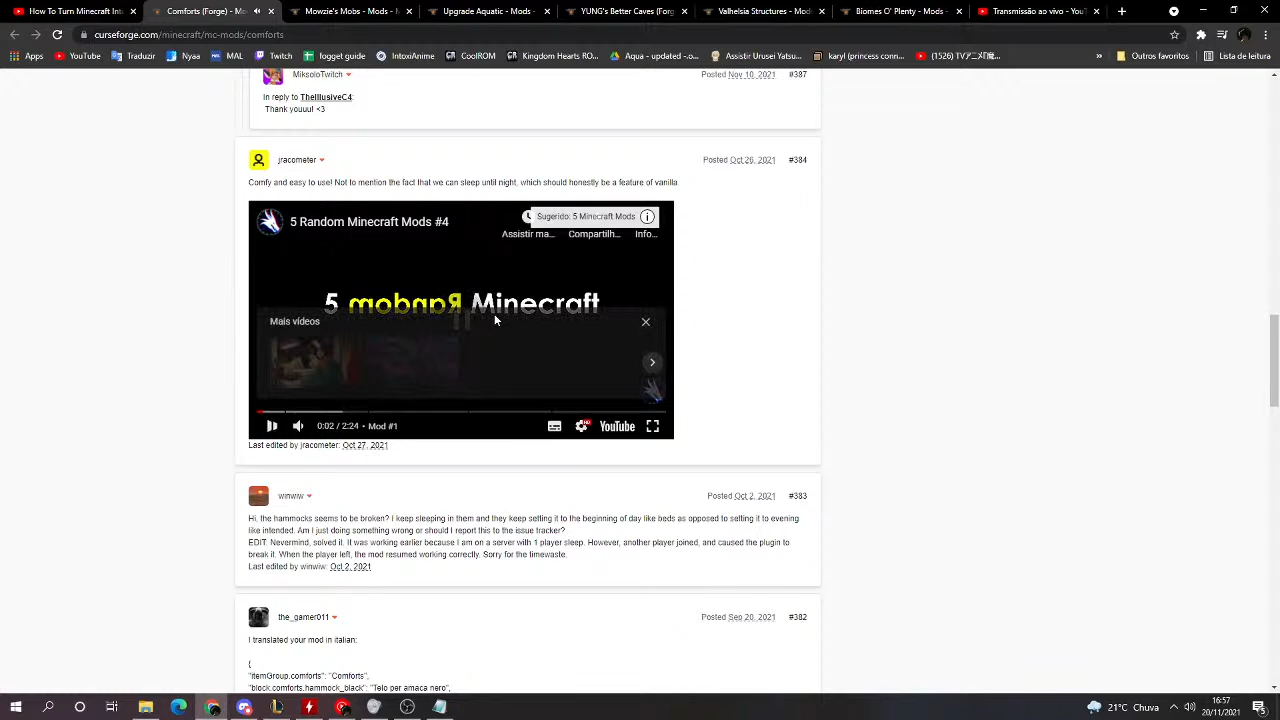 How To Turn Minecraft Int
Comforts (Forge) - Mo
Mowzie's Mobs - M
Upgrade Aquatic - M
YUNG's Better Caves (Forge
Valhelsia Structures - Mod
Biomes O' Plenty - Mods -
Transmissão ao vivo - YouT
curseforge.com/minecraft/mc-mods/comforts
Apps
YouTube
Traduzir
Twitch
fogget guide
IntoxiAnime
CoolROM
Kingdom Hearts RO...
Aqua - updated -o...
Assistir Urusei Yatsu...
karyl (princess conn...
Outros favoritos
Lista de leitura
MiksoloTwitch
Posted Nov 10, 2021
#387
In reply to TheIllusiveC4:
Thank youuu! <3
jracometer
Posted Oct 26, 2021
#384
Comfy and easy to use! Not to mention the fact that we can sleep until night, which should honestly be a feature of vanilla.
5 Random Minecraft Mods #4
Sugerido: 5 Minecraft Mods
Assistir ma...
Compartilh...
Info...
5 Random Minecraft
Mais vídeos
0:02 / 2:24 • Mod #1
YouTube
Last edited by jracometer: Oct 27, 2021
winwiw
Posted Oct 2, 2021
#383
Hi, the hammocks seems to be broken? I keep sleeping in them and they keep setting it to the beginning of day like beds as opposed to setting it to evening
like intended. Am I just doing something wrong or should I report this to the issue tracker?
EDIT: Nevermind, solved it. It was working earlier because I am on a server with 1 player sleep. However, another player joined, and caused the plugin to
break it. When the player left, the mod resumed working correctly. Sorry for the timewaste.
Last edited by winwiw: Oct 2, 2021
the_gamer011
Posted Sep 20, 2021
#382
I translated your mod in italian:
{
"itemGroup.comforts": "Comforts",
"block.comforts.hammock_black": "Telo per amaca nero",
21°C Chuva
16:57
20/11/2021